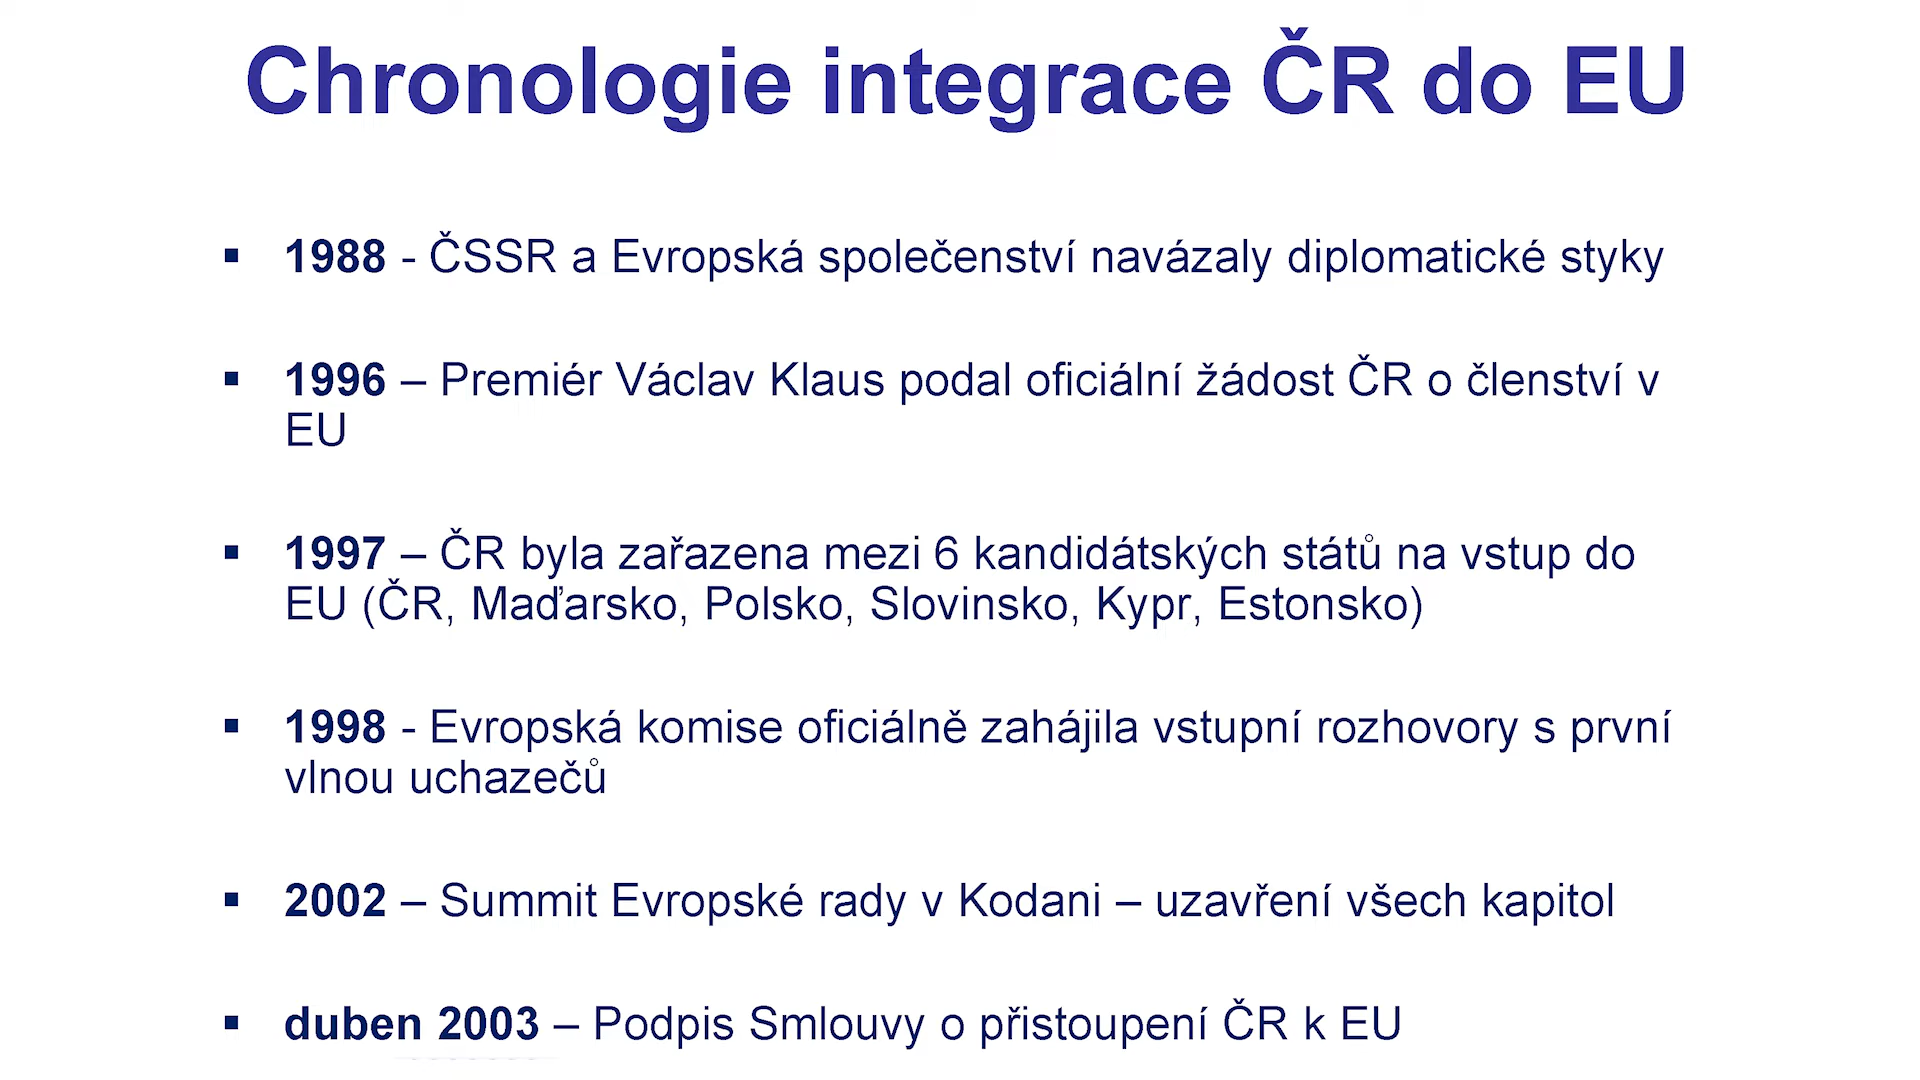 Chronologie integrace ČR do EU
▪ 1988 - ČSSR a Evropská společenství navázaly diplomatické styky
▪ 1996 – Premiér Václav Klaus podal oficiální žádost ČR o členství v
EU
▪ 1997 – ČR byla zařazena mezi 6 kandidátských států na vstup do
EU (ČR, Maďarsko, Polsko, Slovinsko, Kypr, Estonsko)
▪ 1998 - Evropská komise oficiálně zahájila vstupní rozhovory s první
vlnou uchazečů
▪ 2002 – Summit Evropské rady v Kodani – uzavření všech kapitol
▪ duben 2003 – Podpis Smlouvy o přistoupení ČR k EU